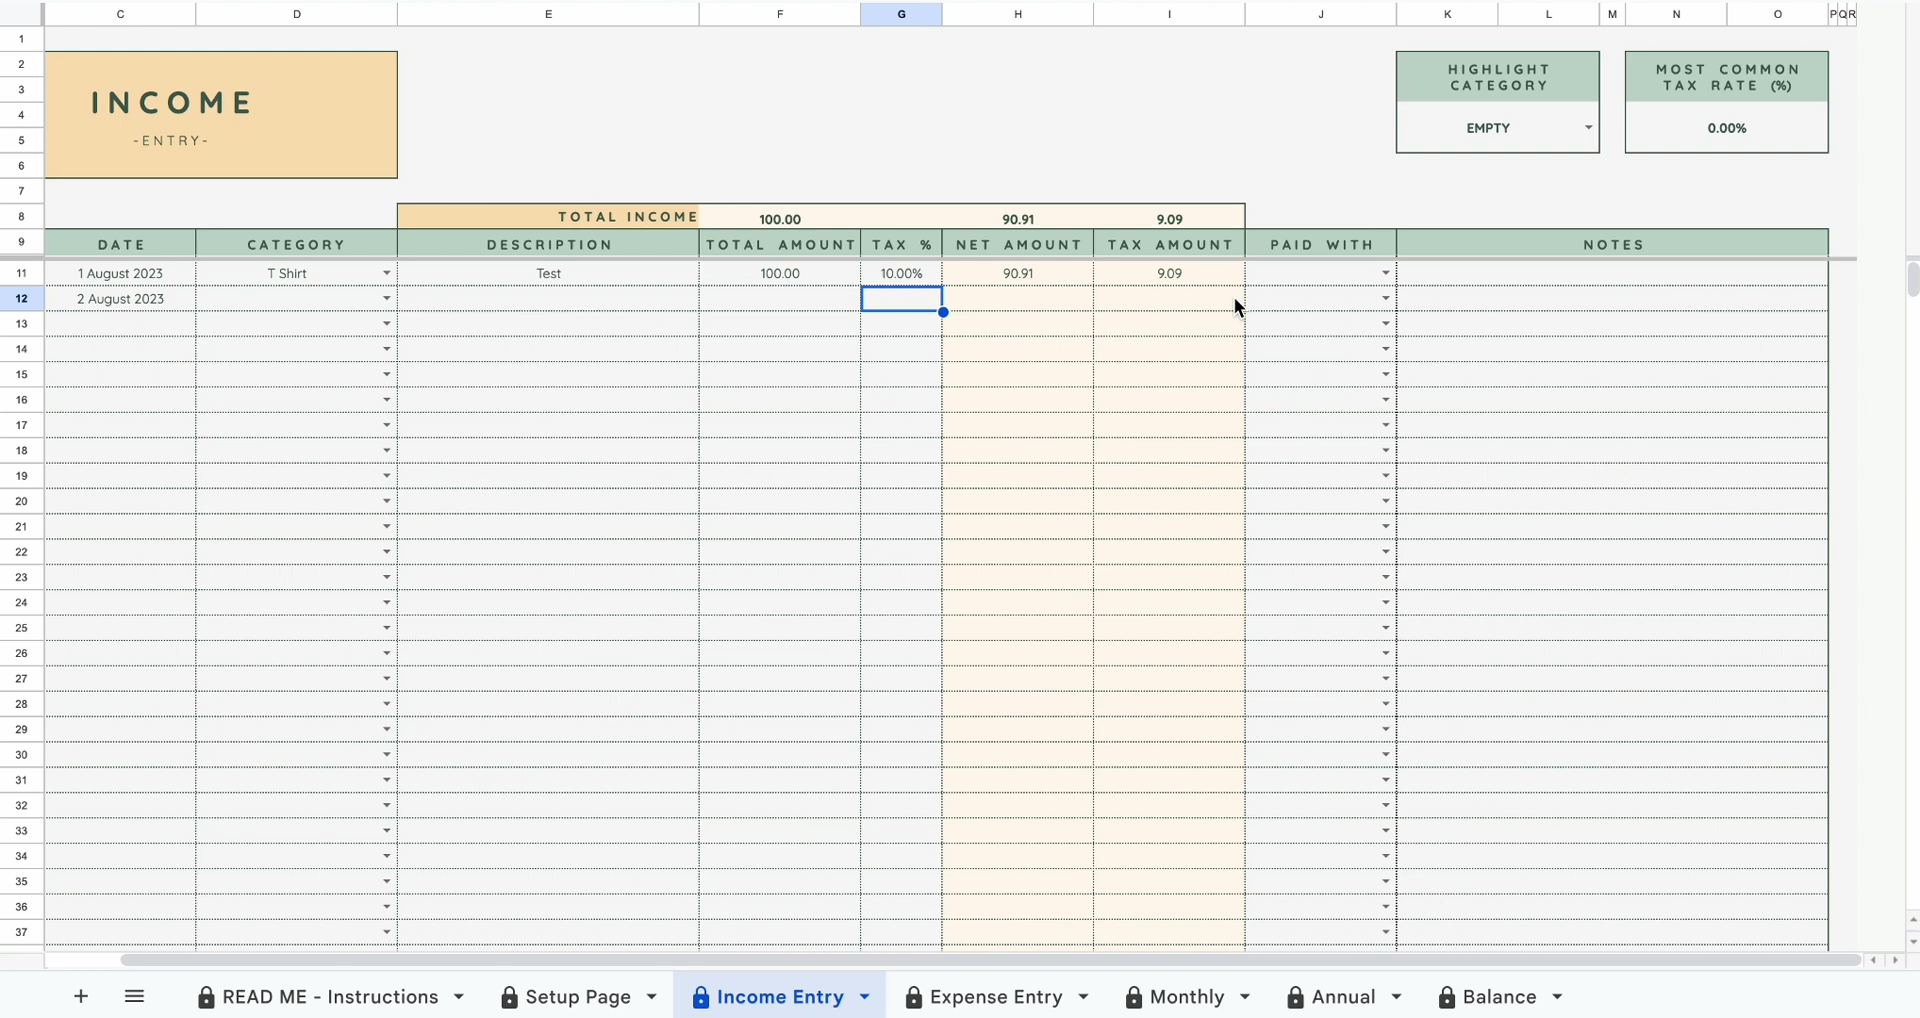 C D E F G H I J K L M N O P Q R
1
2
3
4
5
6
7
8
9
11
12
13
14
15
16
17
18
19
20
21
22
23
24
25
26
27
28
29
30
31
32
33
34
35
36
37
INCOME
-ENTRY-
HIGHLIGHT
CATEGORY
EMPTY
MOST COMMON
TAX RATE (%)
0.00%
TOTAL INCOME 100.00 90.91 9.09
DATE CATEGORY DESCRIPTION TOTAL AMOUNT TAX % NET AMOUNT TAX AMOUNT PAID WITH NOTES
1 August 2023 T Shirt Test 100.00 10.00% 90.91 9.09
2 August 2023
READ ME - Instructions Setup Page Income Entry Expense Entry Monthly Annual Balance